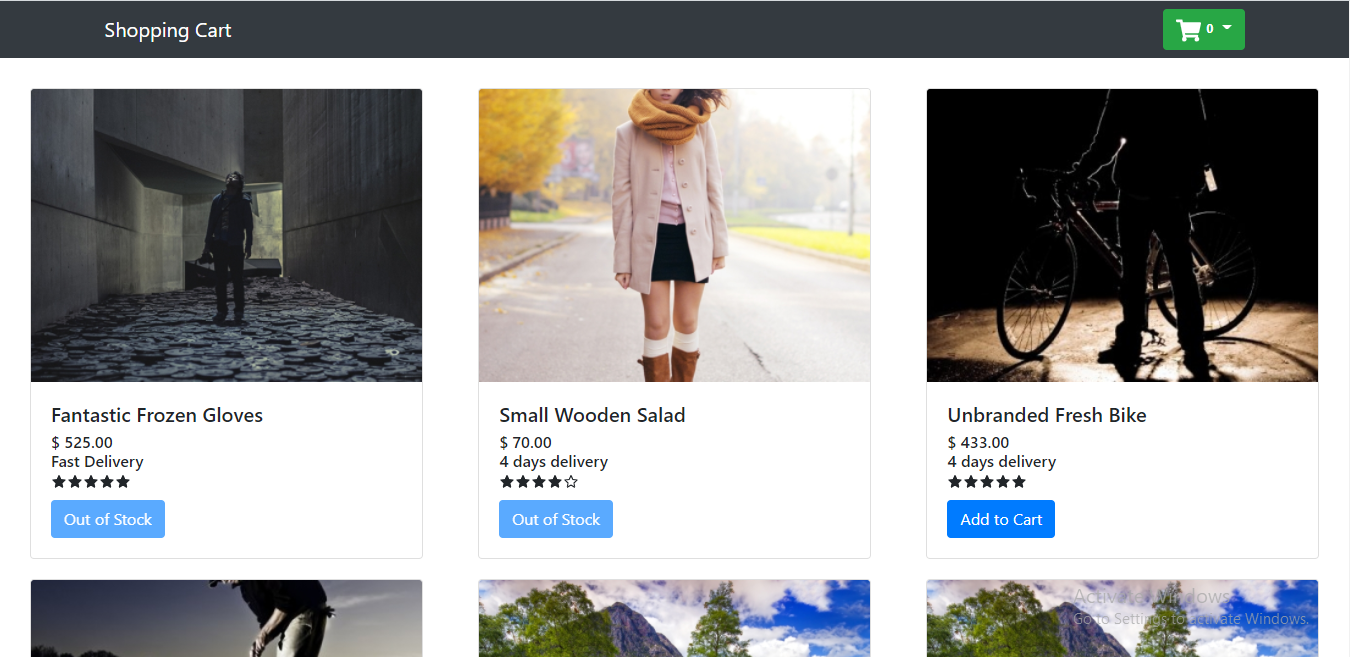 Shopping Cart
0
Fantastic Frozen Gloves
$ 525.00
Fast Delivery
Out of Stock
Small Wooden Salad
$ 70.00
4 days delivery
Out of Stock
Unbranded Fresh Bike
$ 433.00
4 days delivery
Add to Cart
Activate Windows
Go to Settings to activate Windows.